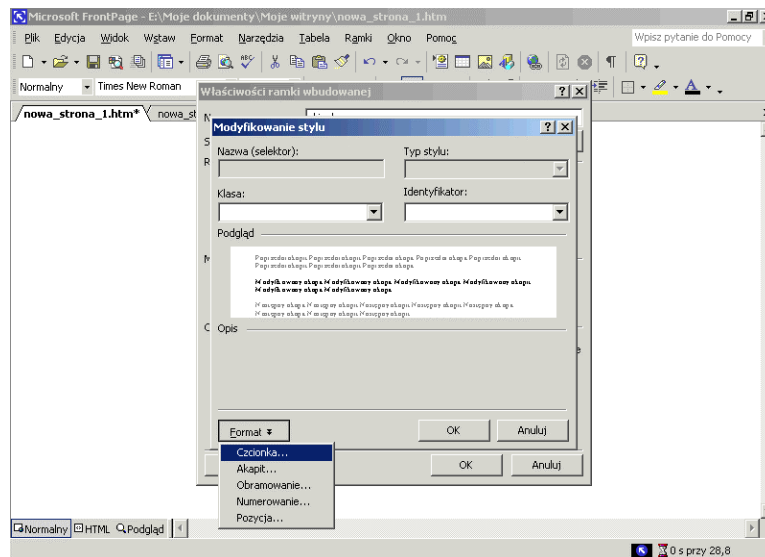 Microsoft FrontPage - E:\Moje dokumenty\Moje witryny\nowa_strona_1.htm
Plik Edycja Widok Wstaw Format Narzędzia Tabela Ramki Okno Pomoc Wpisz pytanie do Pomocy
Normalny Times New Roman
Właściwości ramki wbudowanej
nowa_strona_1.htm* nowa_st
Modyfikowanie stylu
Nazwa (selektor): Typ stylu:
Klasa: Identyfikator:
Podgląd
Poprzedni akapit. Poprzedni akapit. Poprzedni akapit. Poprzedni akapit. Poprzedni akapit.
Poprzedni akapit. Poprzedni akapit. Poprzedni akapit.
Modyfikowany akapit. Modyfikowany akapit. Modyfikowany akapit. Modyfikowany akapit.
Modyfikowany akapit. Modyfikowany akapit.
Następny akapit. Następny akapit. Następny akapit. Następny akapit. Następny akapit.
Następny akapit. Następny akapit. Następny akapit.
Opis
Format OK Anuluj
Czcionka...
Akapit... OK Anuluj
Obramowanie...
Numerowanie...
Pozycja...
Normalny HTML Podgląd
0 s przy 28,8